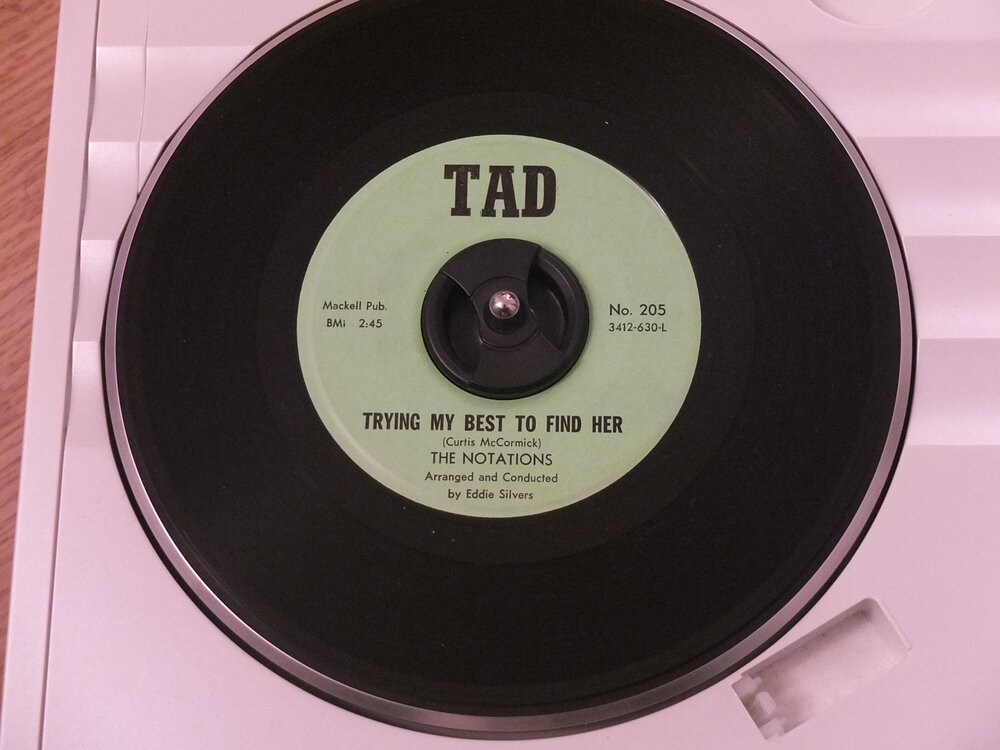 TAD
Mackell Pub.
BMi 2:45
No. 205
3412-630-L
TRYING MY BEST TO FIND HER
(Curtis McCormick)
THE NOTATIONS
Arranged and Conducted
by Eddie Silvers